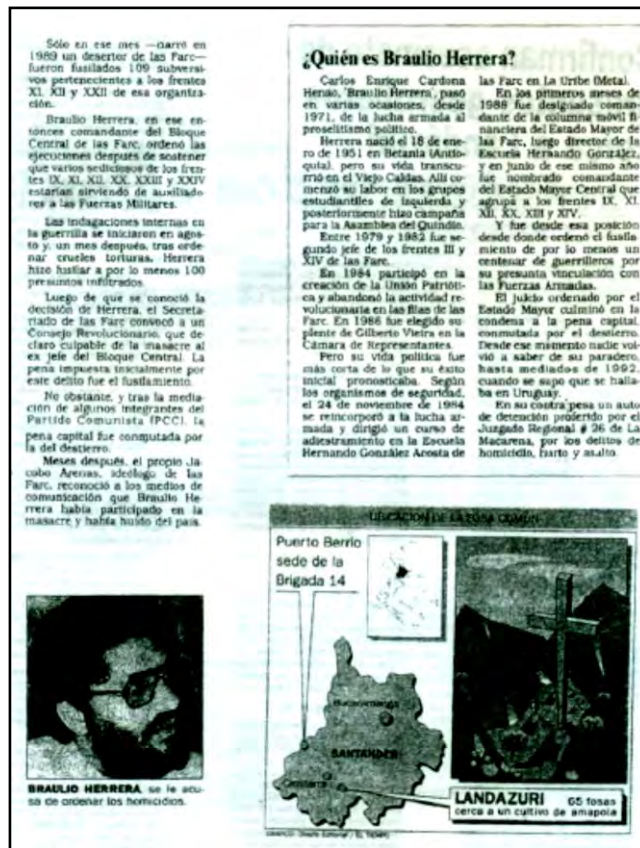 Sólo en ese mes —narró en
1989 un desertor de las Farc—
fueron fusilados 109 subversi-
vos pertenecientes a los frentes
XI, XII y XXII de esa organiza-
ción.
Braulio Herrera, en ese en-
tonces comandante del Bloque
Central de las Farc, ordenó las
ejecuciones después de sostener
que varios sediciosos de los fren-
tes IX, XI, XII, XX, XXIII y XXIV
estarían sirviendo de auxiliado-
res a las Fuerzas Militares.
Las indagaciones internas en
la guerrilla se iniciaron en agos-
to y, un mes después, tras orde-
nar crueles torturas, Herrera
hizo fusilar a por lo menos 100
presuntos infiltrados.
Luego de que se conoció la
decisión de Herrera, el Secreta-
riado de las Farc convocó a un
Consejo Revolucionario, que de-
claró culpable de la masacre al
ex jefe del Bloque Central. La
pena impuesta inicialmente por
este delito fue el fusilamiento.
No obstante, y tras la media-
ción de algunos integrantes del
Partido Comunista (PCC), la
pena capital fue conmutada por
la del destierro.
Meses después, el propio Ja-
cobo Arenas, ideólogo de las
Farc, reconoció a los medios de
comunicación que Braulio He-
rrera había participado en la
masacre y había huido del país.
BRAULIO HERRERA, se le acu-
sa de ordenar los homicidios.
¿Quién es Braulio Herrera?
Carlos Enrique Cardona
Henao, 'Braulio Herrera', pasó
en varias ocasiones, desde
1971, de la lucha armada al
proselitismo político.
Herrera nació el 18 de ene-
ro de 1951 en Betania (Antio-
quia), pero su vida transcu-
rrió en el Viejo Caldas. Allí co-
menzó su labor en los grupos
estudiantiles de izquierda y
posteriormente hizo campaña
para la Asamblea del Quindío.
Entre 1979 y 1982 fue se-
gundo jefe de los frentes III y
XIV de las Farc.
En 1984 participó en la
creación de la Unión Patrióti-
ca y abandonó la actividad re-
volucionaria en las filas de las
Farc. En 1986 fue elegido su-
plente de Gilberto Vieira en la
Cámara de Representantes.
Pero su vida política fue
más corta de lo que su éxito
inicial pronosticaba. Según
los organismos de seguridad,
el 24 de noviembre de 1984
se reincorporó a la lucha ar-
mada y dirigió un curso de
adiestramiento en la Escuela
Hernando González Acosta de
las Farc en La Uribe (Meta).
En los primeros meses de
1988 fue designado coman-
dante de la columna móvil fi-
nanciera del Estado Mayor de
las Farc, luego director de la
Escuela Hernando González,
y en junio de ese mismo año
fue nombrado comandante
del Estado Mayor Central que
agrupa a los frentes IX, XI,
XII, XX, XIII y XIV.
Y fue desde esa posición
desde donde ordenó el fusila-
miento de por lo menos un
centenar de guerrilleros por
su presunta vinculación con
las Fuerzas Armadas.
El juicio ordenado por el
Estado Mayor culminó en la
condena a la pena capital,
conmutada por el destierro.
Desde ese momento nadie vol-
vió a saber de su paradero,
hasta mediados de 1992,
cuando se supo que se halla-
ba en Uruguay.
En su contra pesa un auto
de detención proferido por el
Juzgado Regional # 26 de La
Macarena, por los delitos de
homicidio, hurto y asalto.
UBICACION DE LA ZONA COMUN
Puerto Berrío
sede de la
Brigada 14
Bucaramanga
SANTANDER
Cimitarra
LANDAZURI 65 fosas
cerca a un cultivo de amapola